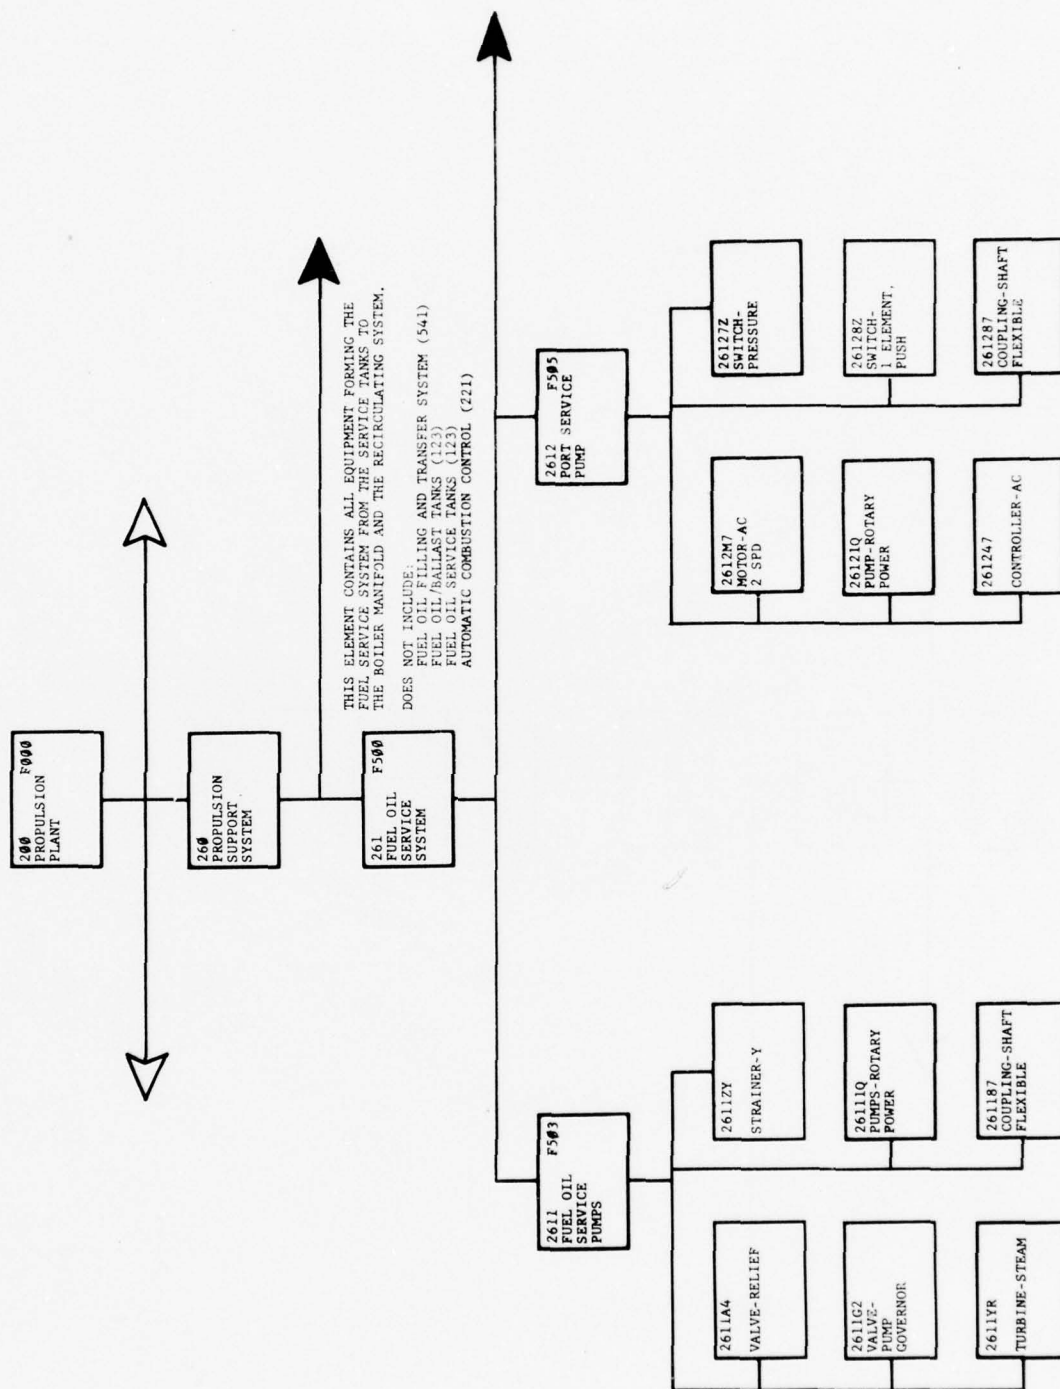 200 F000
PROPULSION
PLANT
260
PROPULSION
SUPPORT
SYSTEM
261 F500
FUEL OIL
SERVICE
SYSTEM
THIS ELEMENT CONTAINS ALL EQUIPMENT FORMING THE
FUEL SERVICE SYSTEM FROM THE SERVICE TANKS TO
THE BOILER MANIFOLD AND THE RECIRCULATING SYSTEM.
DOES NOT INCLUDE:
FUEL OIL FILLING AND TRANSFER SYSTEM (541)
FUEL OIL/BALLAST TANKS (123)
FUEL OIL SERVICE TANKS (123)
AUTOMATIC COMBUSTION CONTROL (221)
2611 F503
FUEL OIL
SERVICE
PUMPS
2612 F505
PORT SERVICE
PUMP
2611A4
VALVE-RELIEF
2611ZY
STRAINER-Y
2612M7
MOTOR-AC
2 SPD
26127Z
SWITCH-
PRESSURE
2611G2
VALVE-
PUMP
GOVERNOR
26111Q
PUMPS-ROTARY
POWER
26121Q
PUMP-ROTARY
POWER
26128Z
SWITCH-
1 ELEMENT,
PUSH
2611YR
TURBINE-STEAM
261187
COUPLING-SHAFT
FLEXIBLE
261247
CONTROLLER-AC
261287
COUPLING-SHAFT
FLEXIBLE